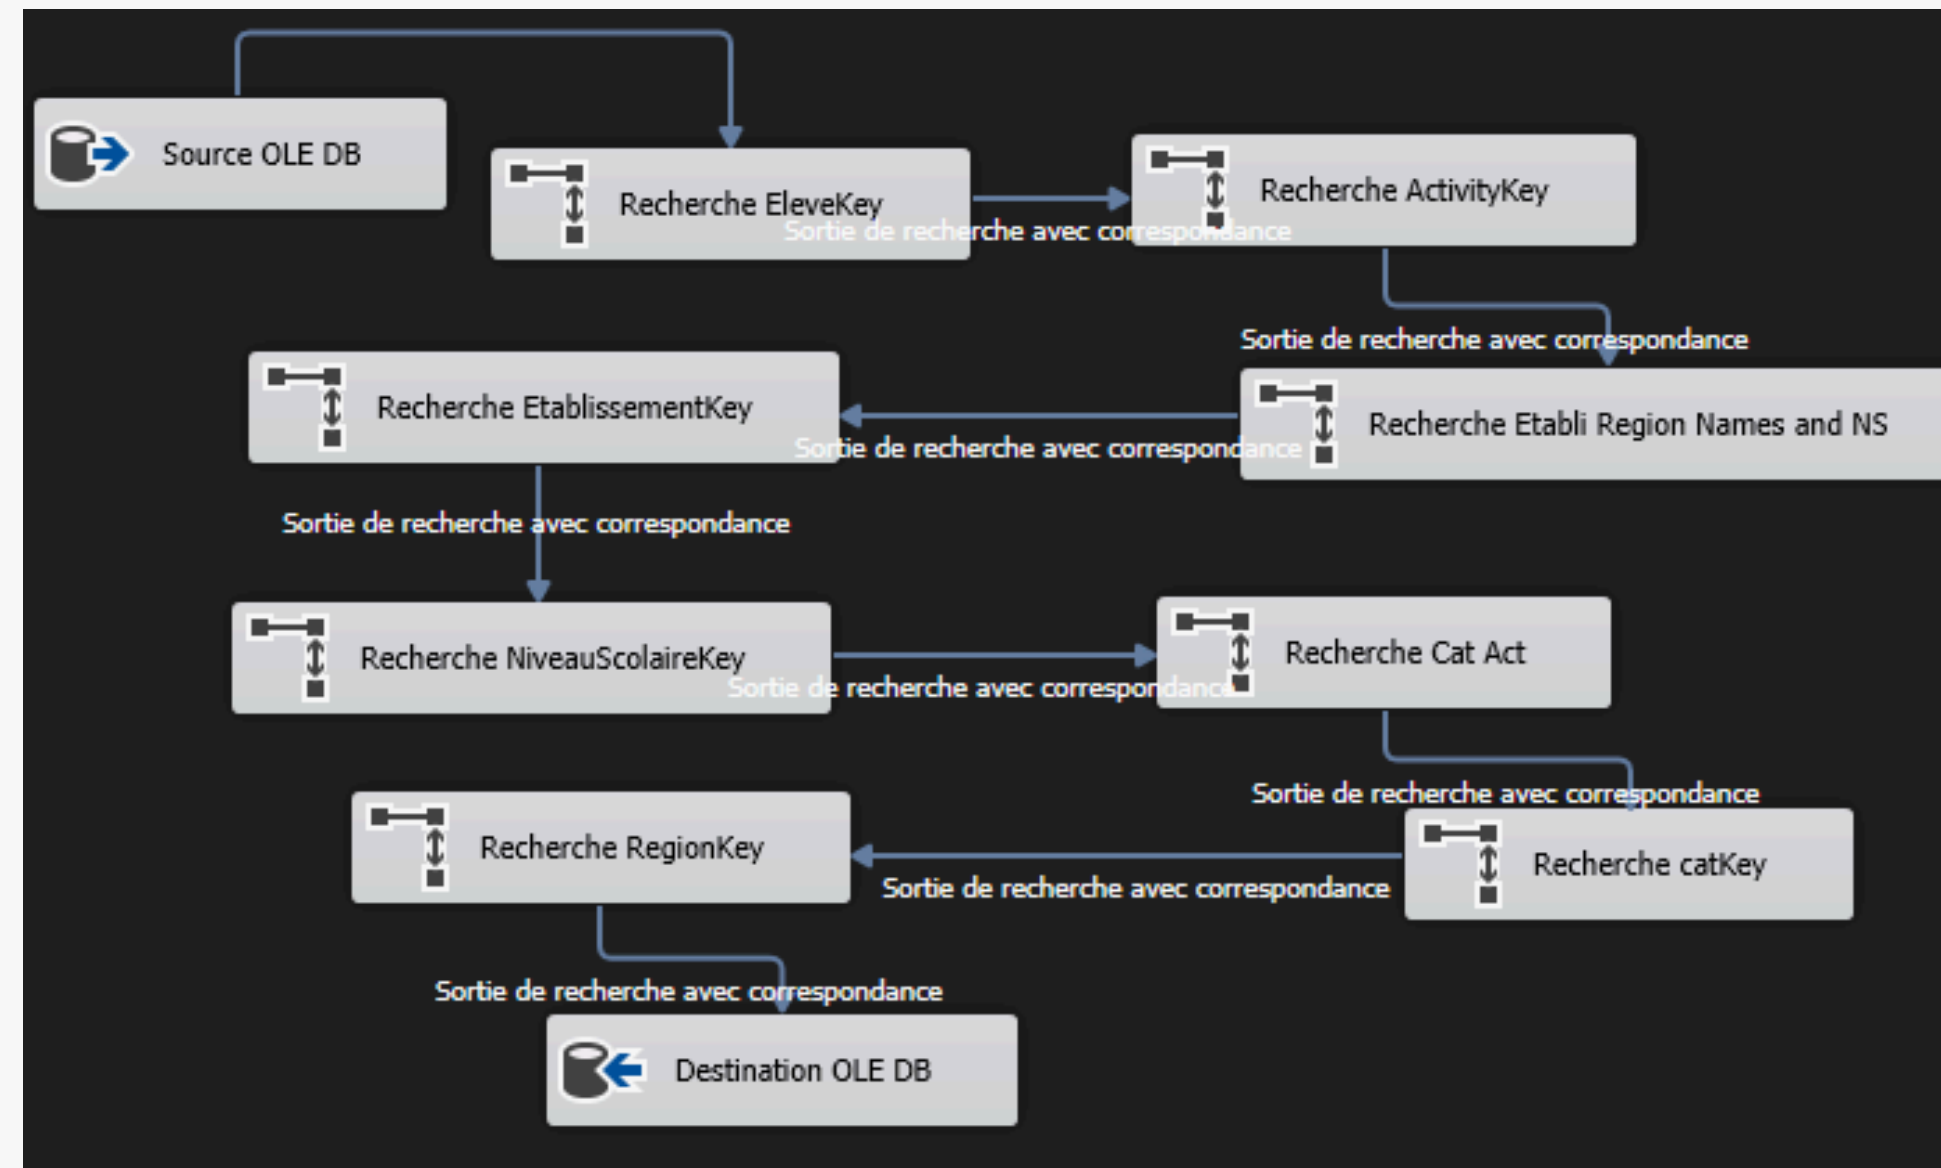 Source OLE DB
Recherche EleveKey
Sortie de recherche avec correspondance
Recherche ActivityKey
Sortie de recherche avec correspondance
Recherche Etabli Region Names and NS
Sortie de recherche avec correspondance
Recherche EtablissementKey
Sortie de recherche avec correspondance
Recherche NiveauScolaireKey
Sortie de recherche avec correspondance
Recherche Cat Act
Sortie de recherche avec correspondance
Recherche catKey
Sortie de recherche avec correspondance
Recherche RegionKey
Sortie de recherche avec correspondance
Destination OLE DB